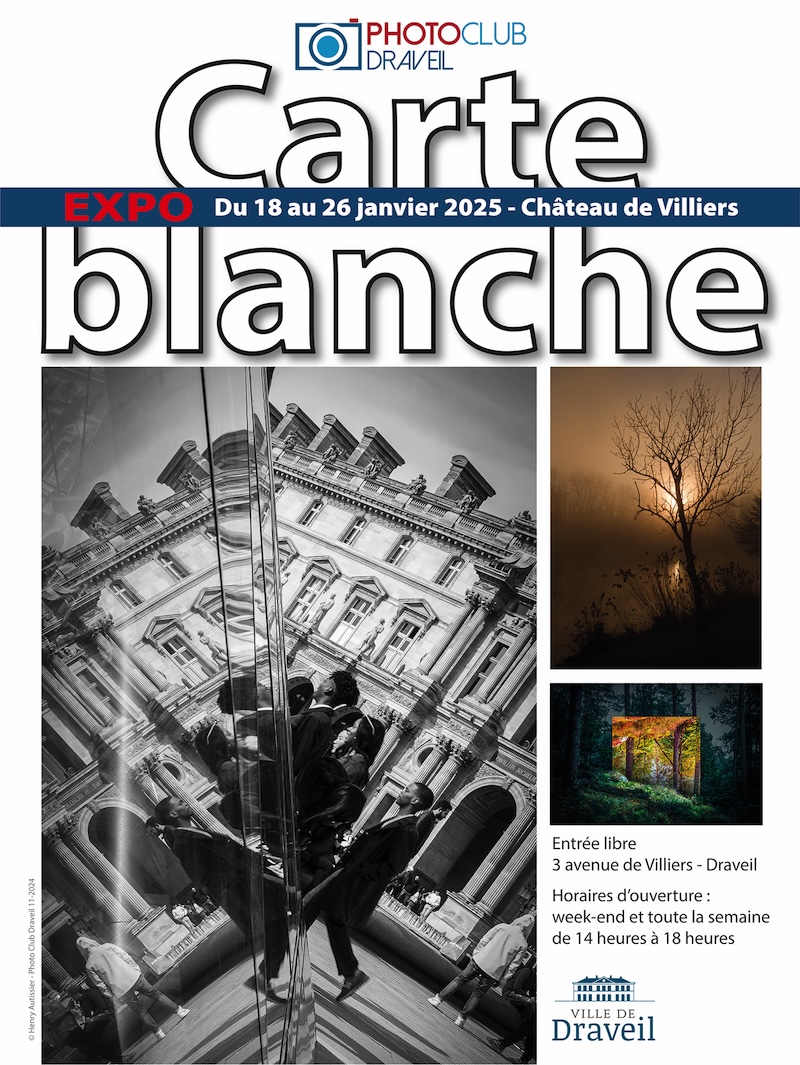 PHOTOCLUB
DRAVEIL
Carte
EXPO Du 18 au 26 janvier 2025 - Château de Villiers
blanche
Entrée libre
3 avenue de Villiers - Draveil
Horaires d’ouverture :
week-end et toute la semaine
de 14 heures à 18 heures
VILLE DE
Draveil
© Henry Autissier - Photo Club Draveil 11-2024